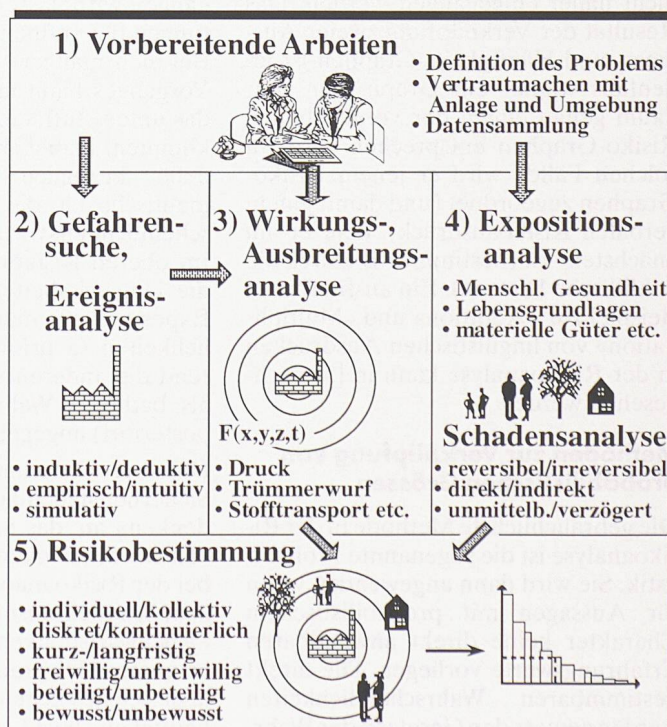 1) Vorbereitende Arbeiten
• Definition des Problems
• Vertrautmachen mit
Anlage und Umgebung
• Datensammlung
2) Gefahren-
suche,
Ereignis-
analyse
3) Wirkungs-,
Ausbreitungs-
analyse
4) Expositions-
analyse
• Menschl. Gesundheit
• Lebensgrundlagen
• materielle Güter etc.
F(x,y,z,t)
Schadensanalyse
• induktiv/deduktiv
• empirisch/intuitiv
• simulativ
• Druck
• Trümmerwurf
• Stofftransport etc.
• reversibel/irreversibel
• direkt/indirekt
• unmittelb./verzögert
5) Risikobestimmung
• individuell/kollektiv
• diskret/kontinuierlich
• kurz-/langfristig
• freiwillig/unfreiwillig
• beteiligt/unbeteiligt
• bewusst/unbewusst